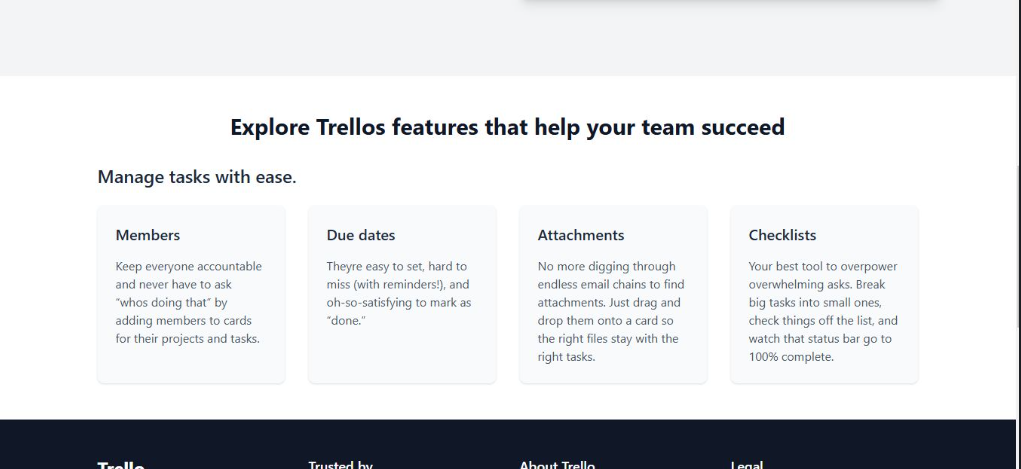 Explore Trellos features that help your team succeed
Manage tasks with ease.
Members
Keep everyone accountable
and never have to ask
“whos doing that” by
adding members to cards
for their projects and tasks.
Due dates
Theyre easy to set, hard to
miss (with reminders!), and
oh-so-satisfying to mark as
“done.”
Attachments
No more digging through
endless email chains to find
attachments. Just drag and
drop them onto a card so
the right files stay with the
right tasks.
Checklists
Your best tool to overpower
overwhelming asks. Break
big tasks into small ones,
check things off the list, and
watch that status bar go to
100% complete.
Trello
Trusted by
About Trello
Legal